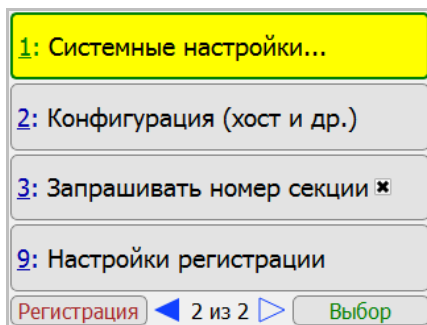 1: Системные настройки...
2: Конфигурация (хост и др.)
3: Запрашивать номер секции
9: Настройки регистрации
Регистрация 2 из 2 Выбор